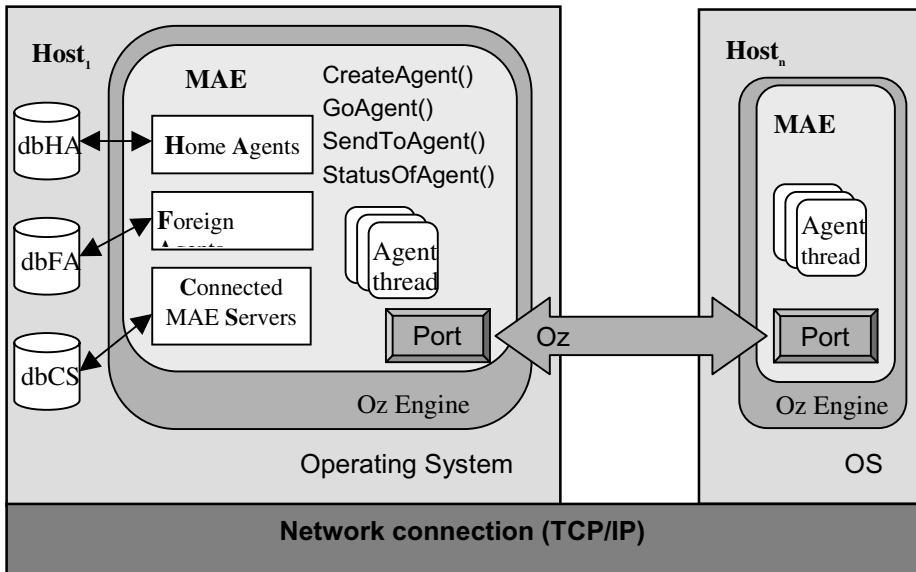 Host1
MAE
CreateAgent()
GoAgent()
SendToAgent()
StatusOfAgent()
dbHA
Home Agents
dbFA
Foreign
dbCS
Connected
MAE Servers
Agent
thread
Port
Oz
Oz Engine
Operating System
Hostn
MAE
Agent
thread
Port
Oz Engine
OS
Network connection (TCP/IP)